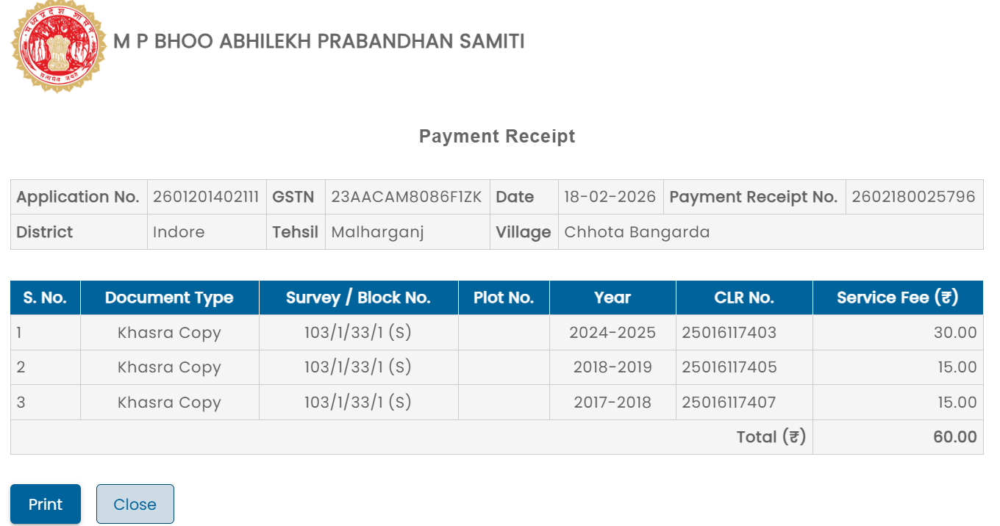 मध्यप्रदेश शासन
सत्यमेव जयते
M P BHOO ABHILEKH PRABANDHAN SAMITI
Payment Receipt
Application No. 2601201402111 GSTN 23AACAM8086F1ZK Date 18-02-2026 Payment Receipt No. 2602180025796
District Indore Tehsil Malharganj Village Chhota Bangarda
S. No. Document Type Survey / Block No. Plot No. Year CLR No. Service Fee (₹)
1 Khasra Copy 103/1/33/1 (S) 2024-2025 25016117403 30.00
2 Khasra Copy 103/1/33/1 (S) 2018-2019 25016117405 15.00
3 Khasra Copy 103/1/33/1 (S) 2017-2018 25016117407 15.00
Total (₹) 60.00
Print Close